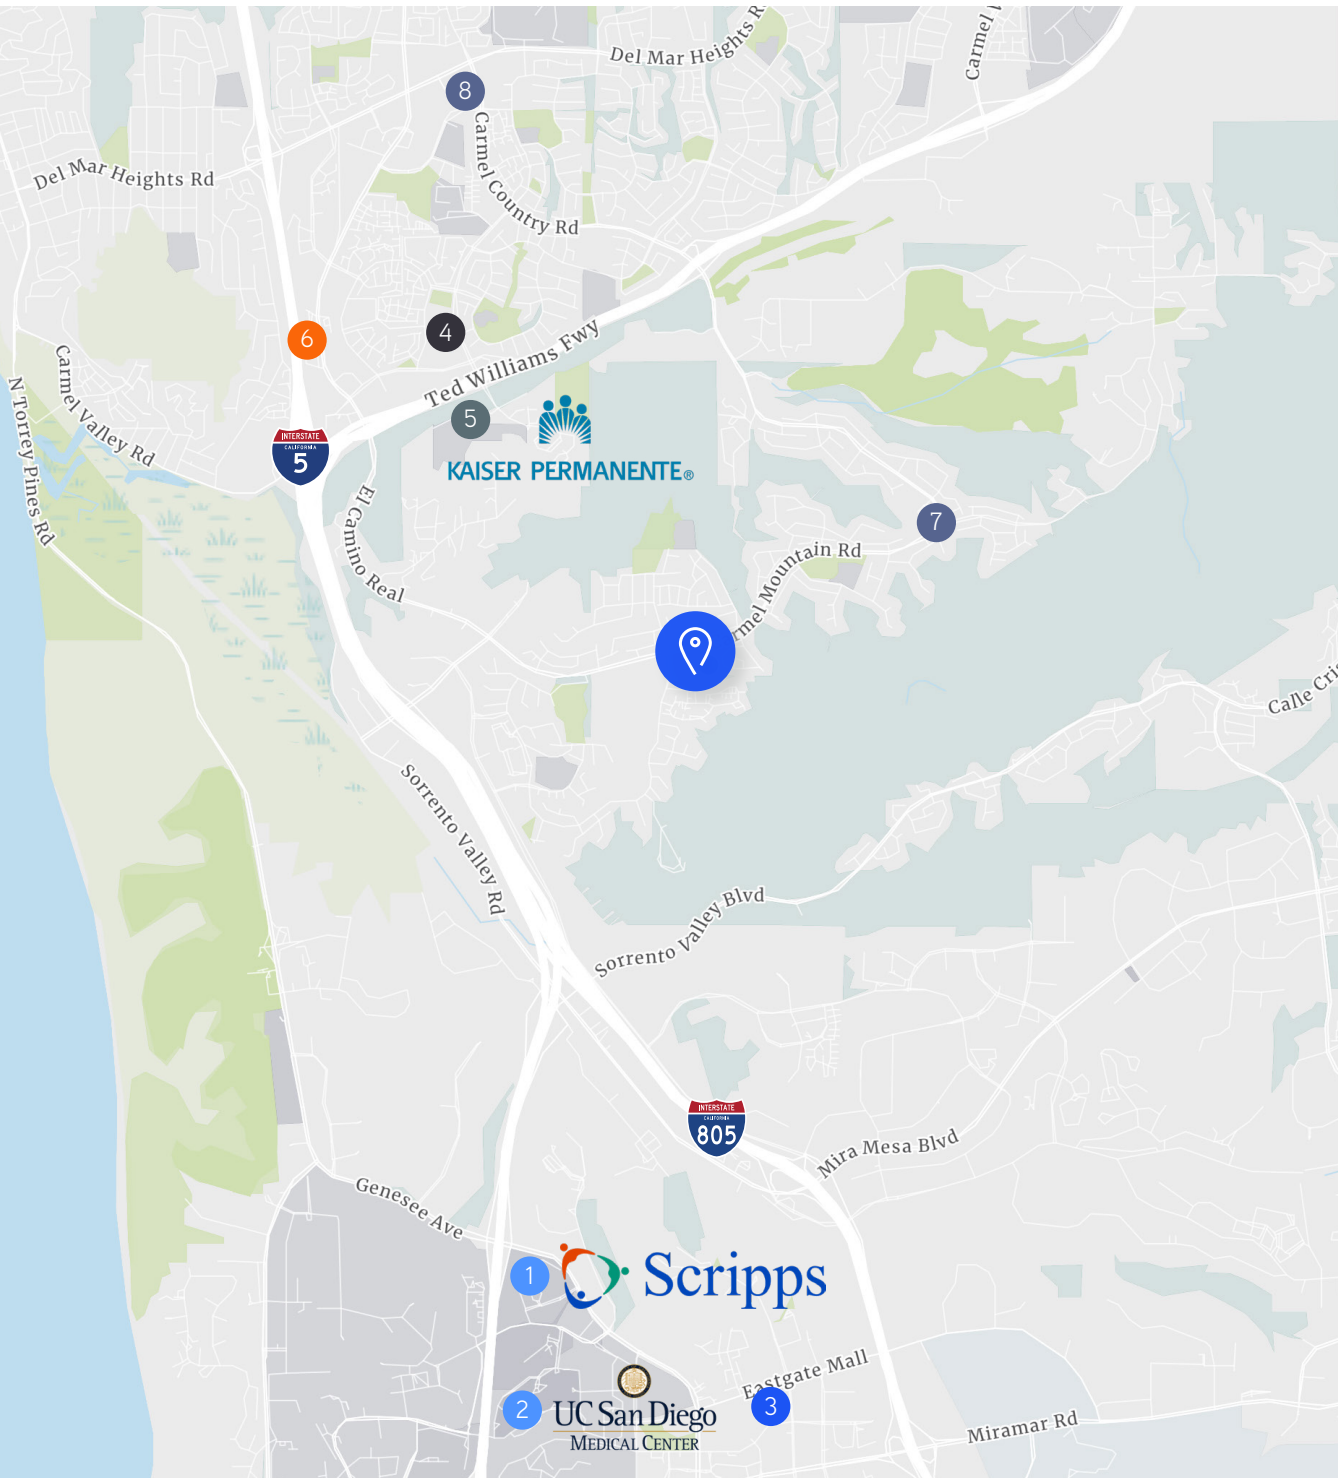 Del Mar Heights R
Carmel
8
Carmel Country Rd
Del Mar Heights Rd
6
4
Ted Williams Fwy
Carmel Valley Rd
N Torrey Pines Rd
5
INTERSTATE
CALIFORNIA
5
KAISER PERMANENTE®
El Camino Real
7
rmel Mountain Rd
Calle Cris
Sorrento Valley Rd
Sorrento Valley Blvd
INTERSTATE
CALIFORNIA
805
Mira Mesa Blvd
Genesee Ave
1
Scripps
Eastgate Mall
2
UC San Diego
MEDICAL CENTER
3
Miramar Rd